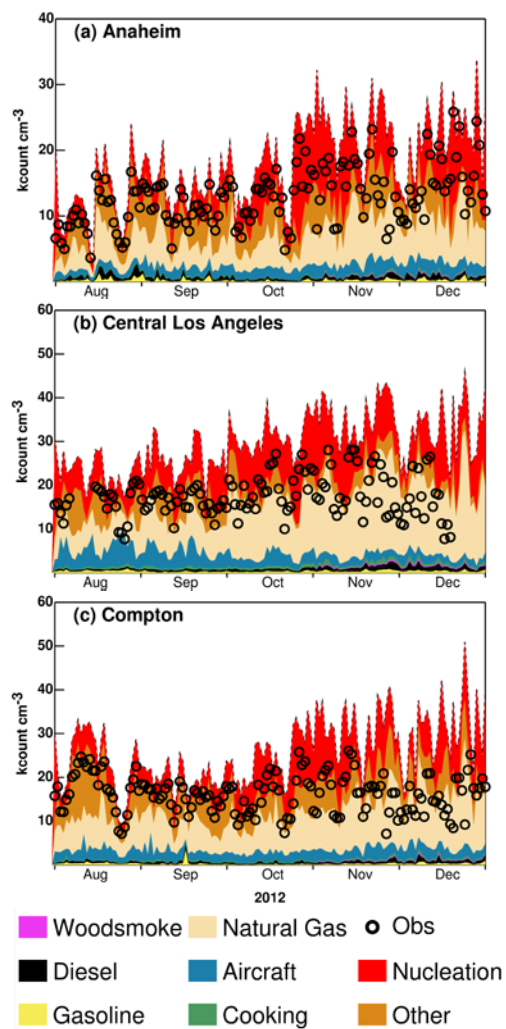 (a) Anaheim
40
30
20
10
kcount cm-3
Aug Sep Oct Nov Dec
(b) Central Los Angeles
60
50
40
30
20
10
kcount cm-3
Aug Sep Oct Nov Dec
(c) Compton
60
50
40
30
20
10
kcount cm-3
Aug Sep Oct Nov Dec
2012
Woodsmoke Natural Gas Obs
Diesel Aircraft Nucleation
Gasoline Cooking Other